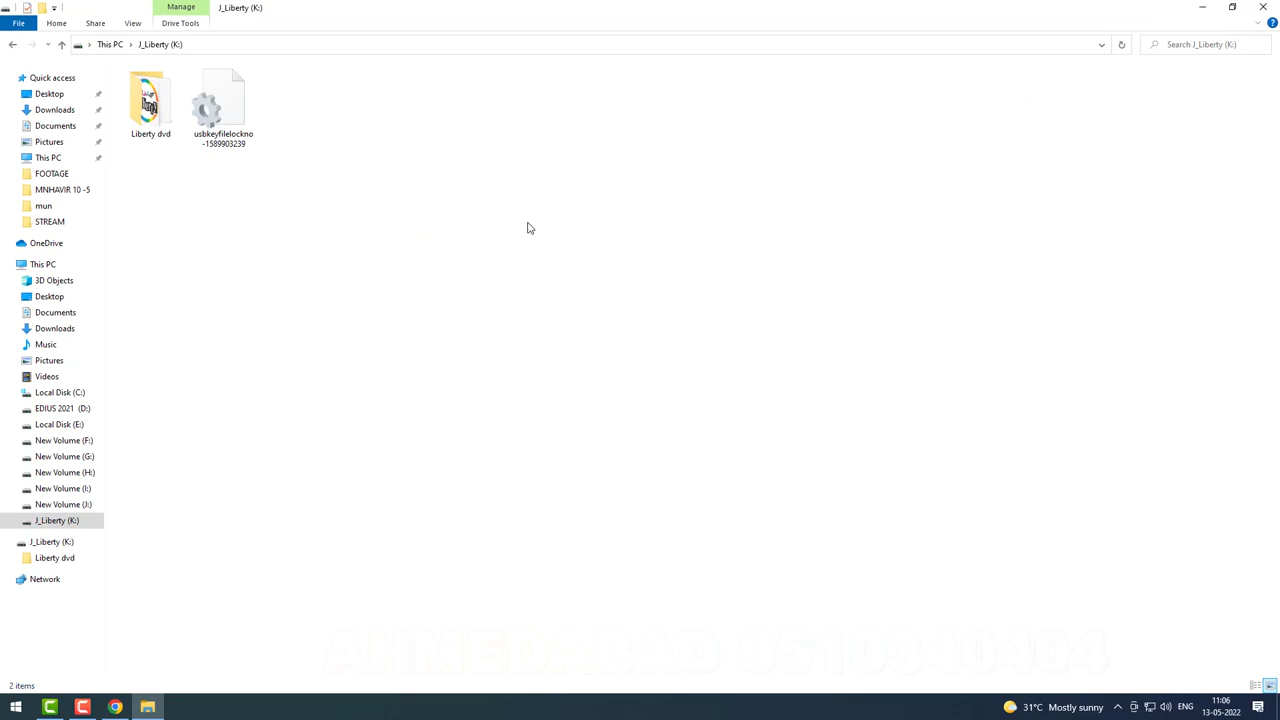 Manage
J_Liberty (K:)
File
Home
Share
View
Drive Tools
This PC
J_Liberty (K:)
Search J_Liberty (K:)
Quick access
Desktop
Downloads
Documents
Pictures
This PC
FOOTAGE
MNHAVIR 10 -5
mun
STREAM
OneDrive
This PC
3D Objects
Desktop
Documents
Downloads
Music
Pictures
Videos
Local Disk (C:)
EDIUS 2021 (D:)
Local Disk (E:)
New Volume (F:)
New Volume (G:)
New Volume (H:)
New Volume (I:)
New Volume (J:)
J_Liberty (K:)
J_Liberty (K:)
Liberty dvd
Network
Liberty dvd
usbkeyfilelockno
-1589903239
AHMEDABAD 9510340404
2 items
31°C Mostly sunny
ENG
11:06
13-05-2022